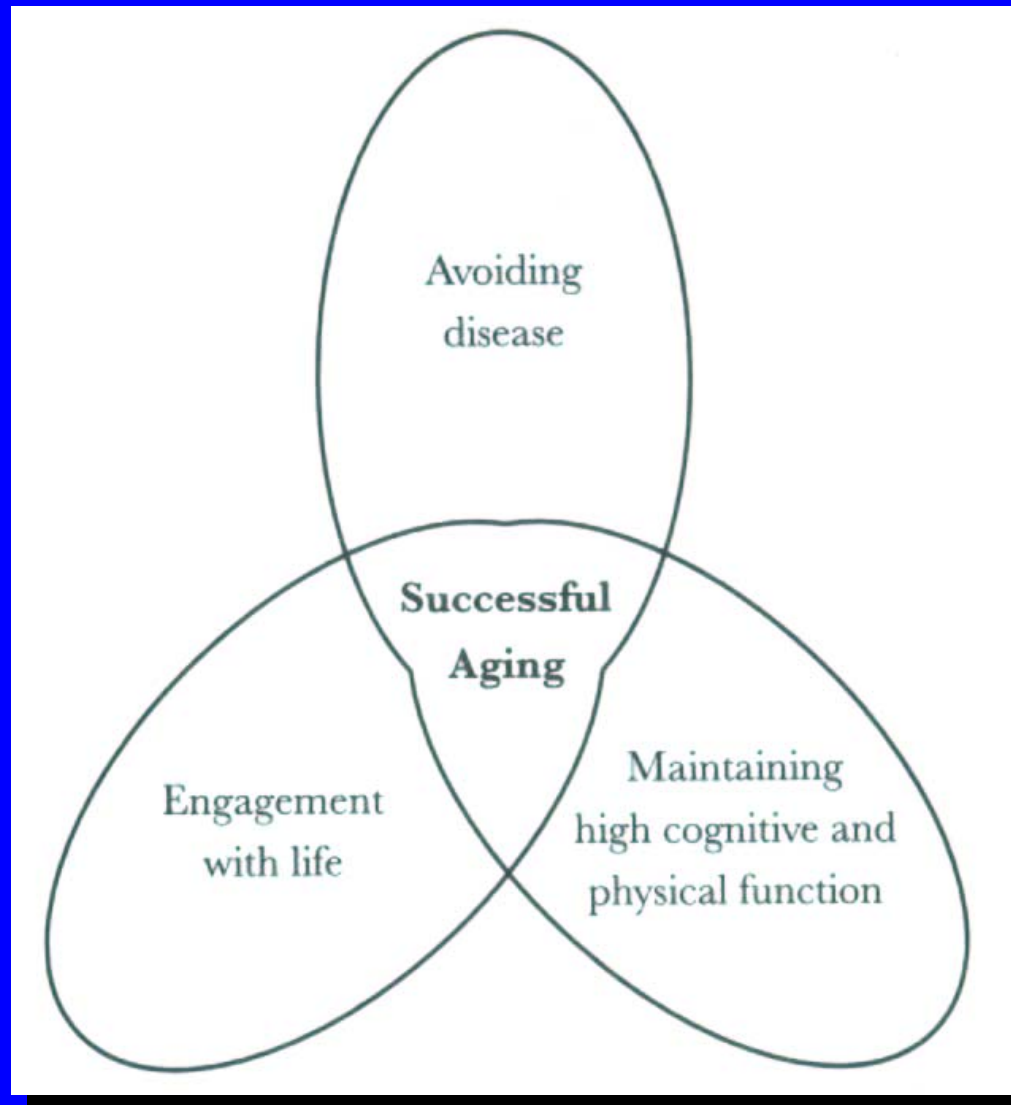 Avoiding
disease
Successful
Aging
Engagement
with life
Maintaining
high cognitive and
physical function